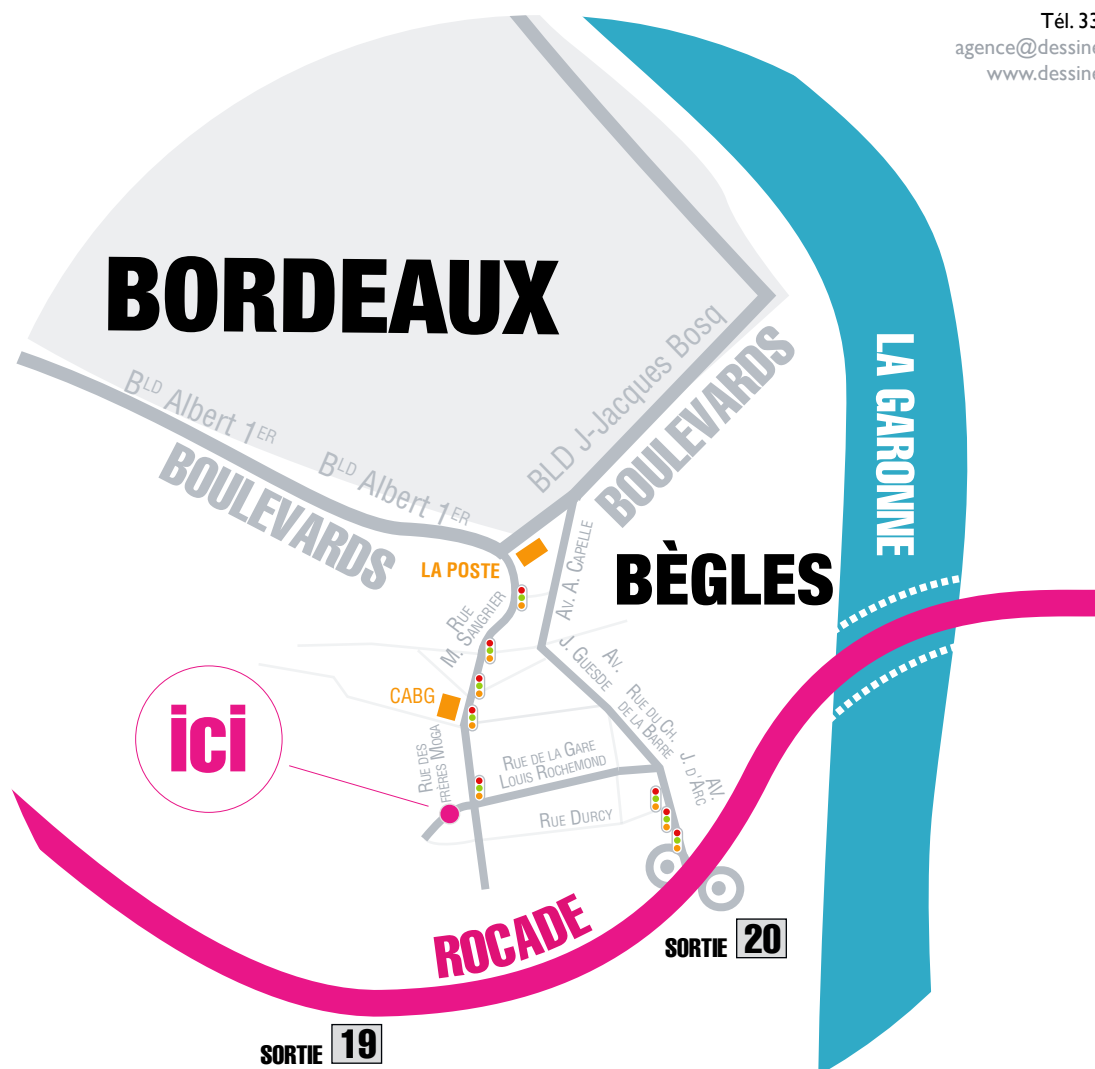 Tél. 33
agence@dessine
www.dessine
BORDEAUX
LA GARONNE
BLD Albert 1ER
BLD Albert 1ER
BOULEVARDS
BLD J-Jacques Bosq
BOULEVARDS
LA POSTE
BÈGLES
Av. A. Capelle
Rue
M. Sangrier
Av.
J. Guesde
CABG
ici
Rue du Ch.
de la Barre
Rue des
frères Moga
Rue de la Gare
Louis Rochemond
Av.
J. d'Arc
Rue Durcy
ROCADE
SORTIE 20
SORTIE 19